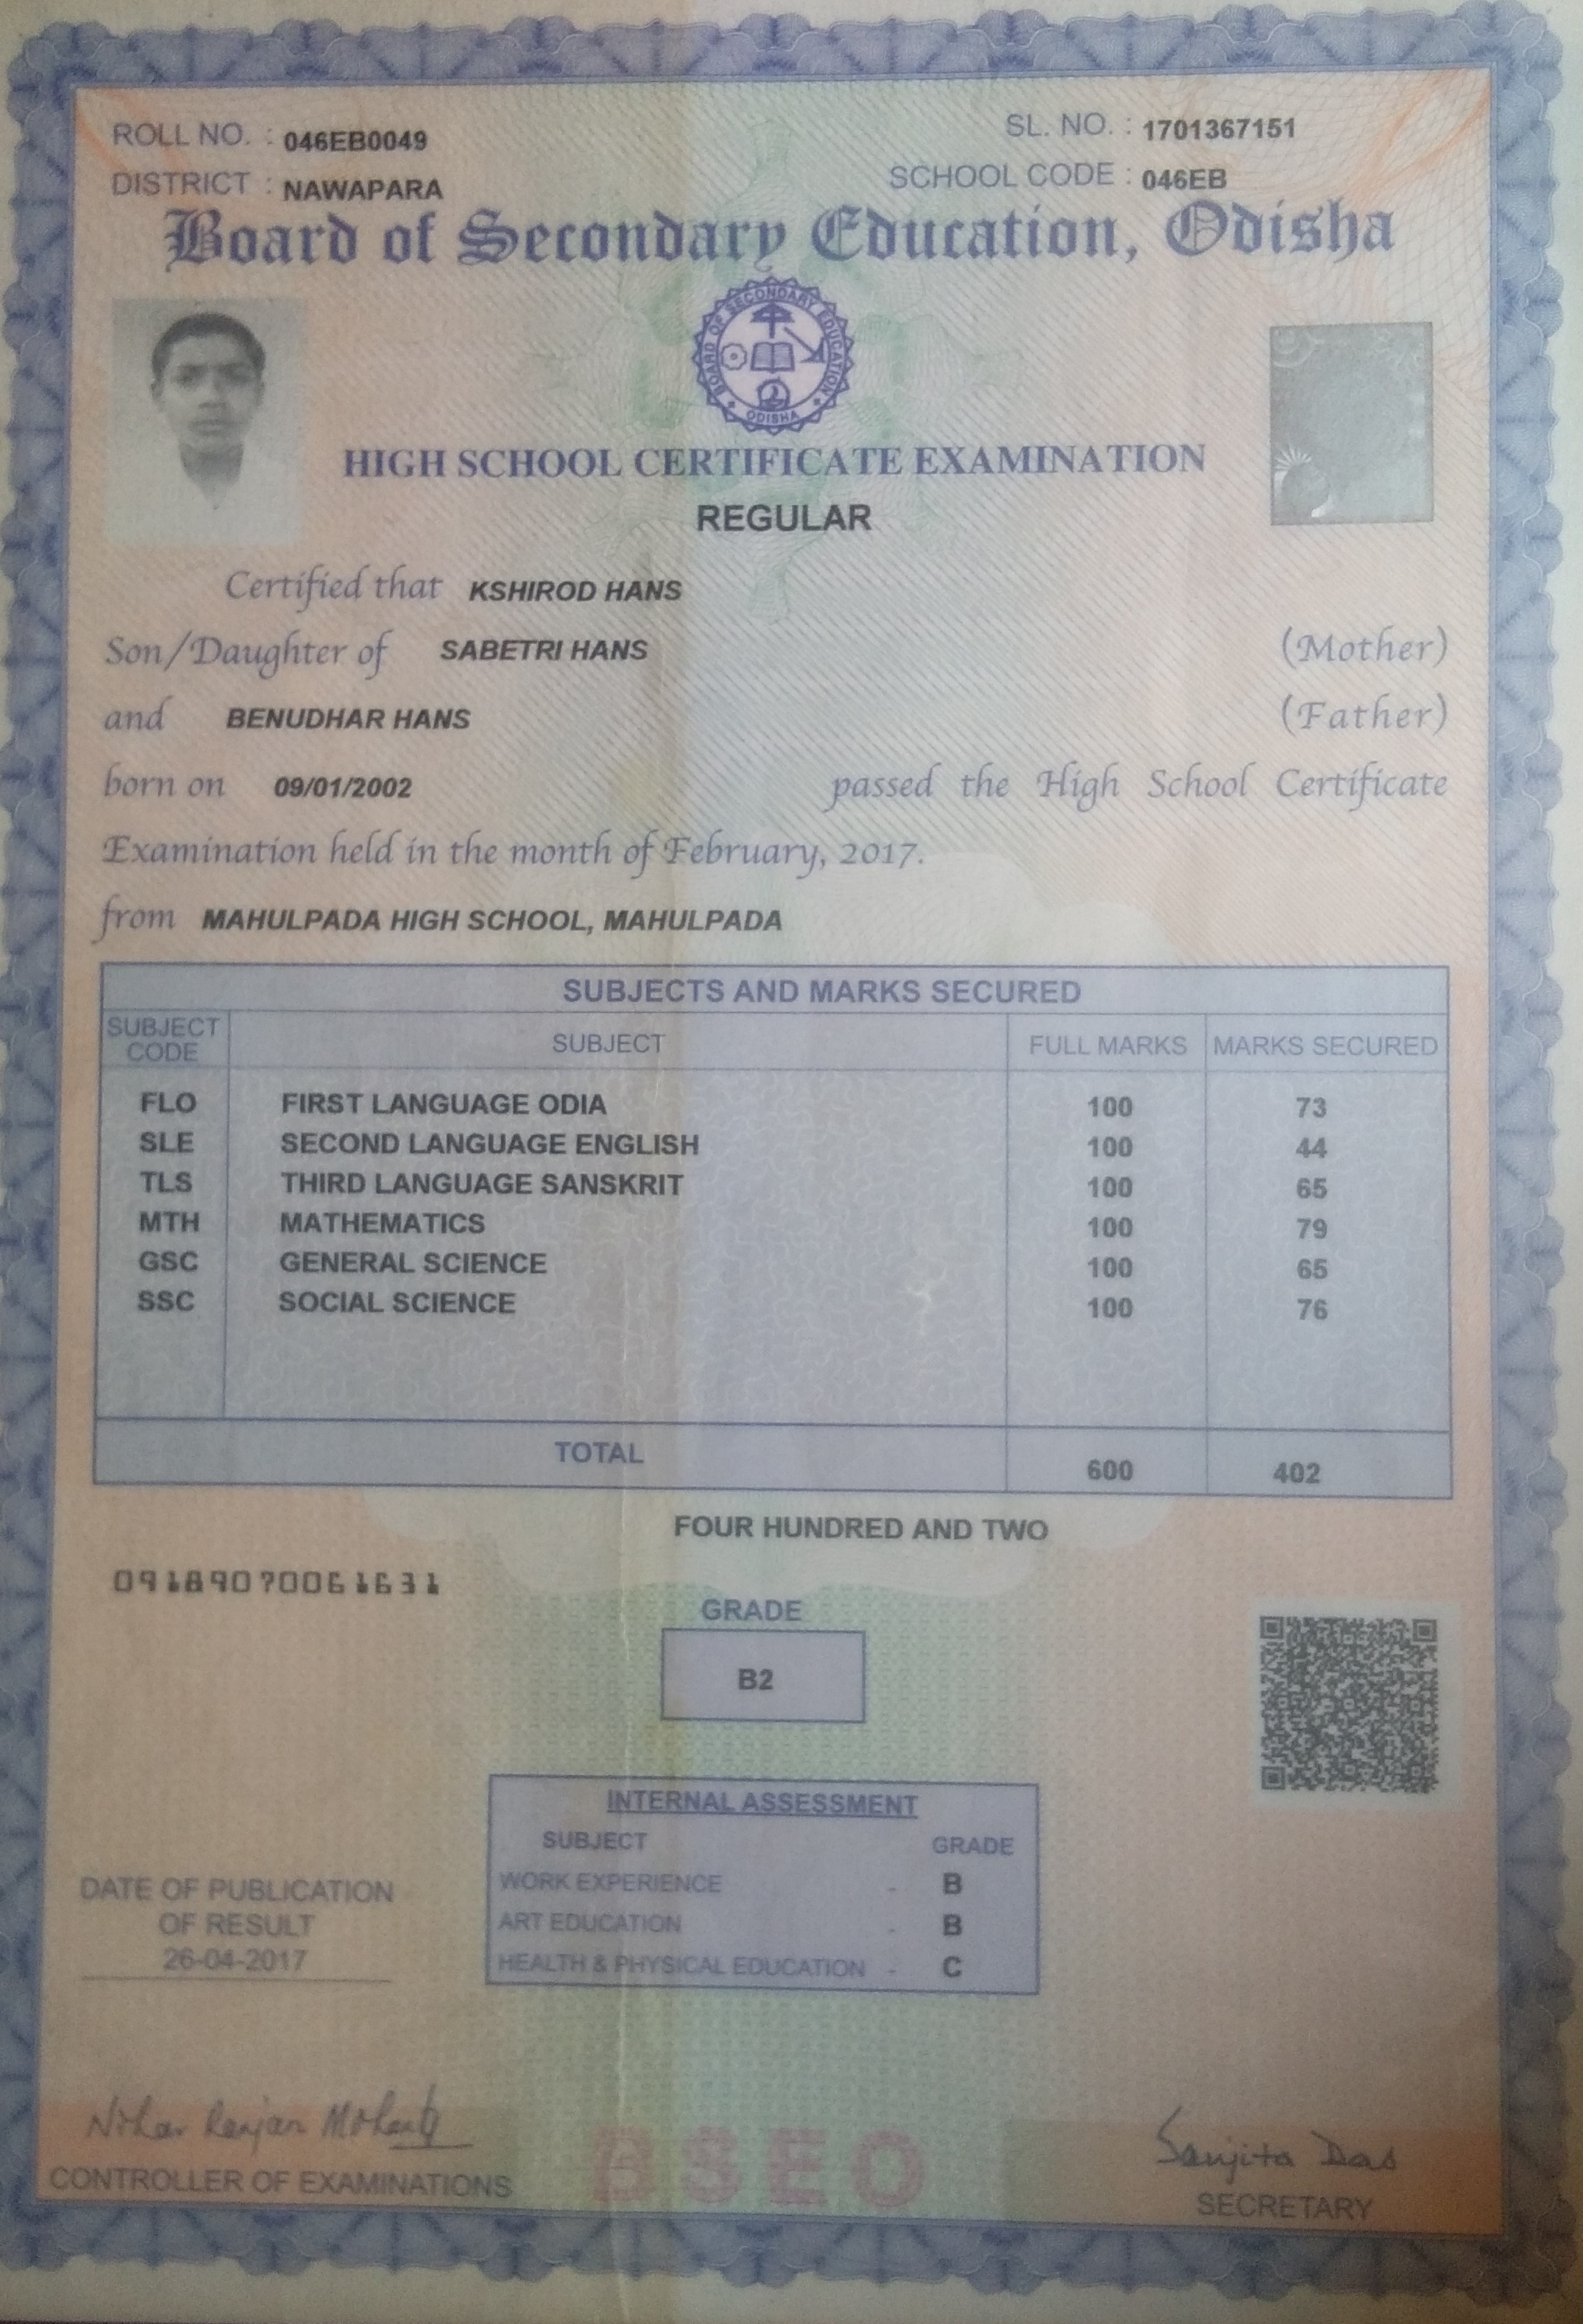 ROLL NO. : 046EB0049 SL. NO. : 1701367151
DISTRICT : NAWAPARA SCHOOL CODE : 046EB
Board of Secondary Education, Odisha
BOARD OF SECONDARY EDUCATION
ODISHA
HIGH SCHOOL CERTIFICATE EXAMINATION
REGULAR
Certified that KSHIROD HANS
Son/Daughter of SABETRI HANS (Mother)
and BENUDHAR HANS (Father)
born on 09/01/2002 passed the High School Certificate
Examination held in the month of February, 2017.
from MAHULPADA HIGH SCHOOL, MAHULPADA
SUBJECTS AND MARKS SECURED
SUBJECT CODE SUBJECT FULL MARKS MARKS SECURED
FLO FIRST LANGUAGE ODIA 100 73
SLE SECOND LANGUAGE ENGLISH 100 44
TLS THIRD LANGUAGE SANSKRIT 100 65
MTH MATHEMATICS 100 79
GSC GENERAL SCIENCE 100 65
SSC SOCIAL SCIENCE 100 76
TOTAL 600 402
FOUR HUNDRED AND TWO
09189070061631
GRADE
B2
INTERNAL ASSESSMENT
SUBJECT GRADE
WORK EXPERIENCE - B
ART EDUCATION - B
HEALTH & PHYSICAL EDUCATION - C
DATE OF PUBLICATION
OF RESULT
26-04-2017
Nihar Ranjan Mohanty
CONTROLLER OF EXAMINATIONS
BSEO
Sanjita Das
SECRETARY